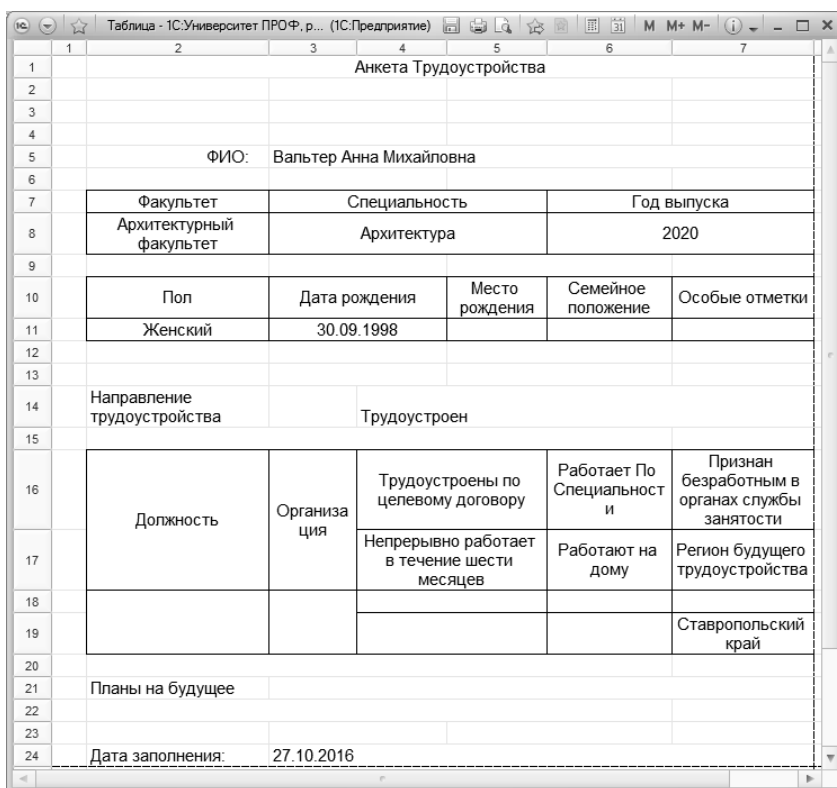 Таблица - 1С:Университет ПРОФ, р... (1С:Предприятие) M M+ M-
1 2 3 4 5 6 7
1 Анкета Трудоустройства
2
3
4
5 ФИО: Вальтер Анна Михайловна
6
7 Факультет Специальность Год выпуска
8 Архитектурный факультет Архитектура 2020
9
10 Пол Дата рождения Место рождения Семейное положение Особые отметки
11 Женский 30.09.1998
12
13
14 Направление трудоустройства Трудоустроен
15
16 Должность Организа ция Трудоустроены по целевому договору Работает По Специальност и Признан безработным в органах службы занятости
17 Непрерывно работает в течение шести месяцев Работают на дому Регион будущего трудоустройства
18
19 Ставропольский край
20
21 Планы на будущее
22
23
24 Дата заполнения: 27.10.2016